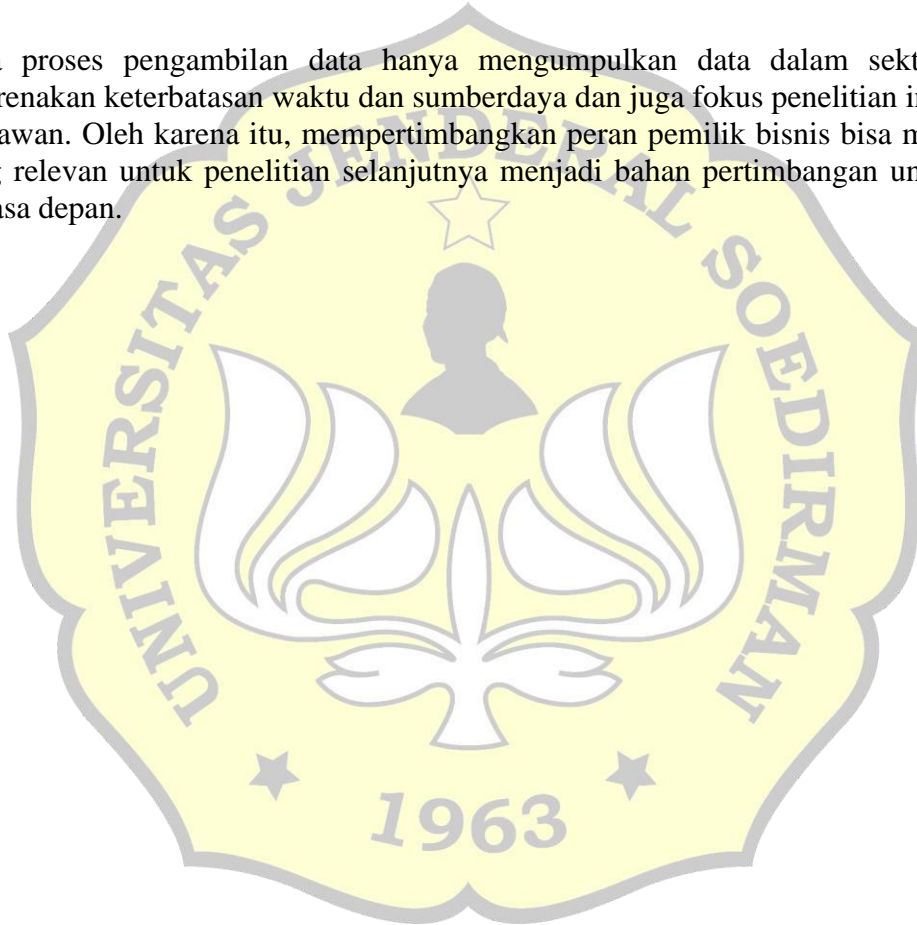 proses pengambilan data hanya mengumpulkan data dalam
keterbatasan waktu dan sumberdaya dan juga fokus penelitian
Oleh karena itu, mempertimbangkan peran pemilik bisnis bisa
relevan untuk penelitian selanjutnya menjadi bahan pertimbangan
depan.
UNIVERSITAS JENDERAL SOEDIRMAN
1963